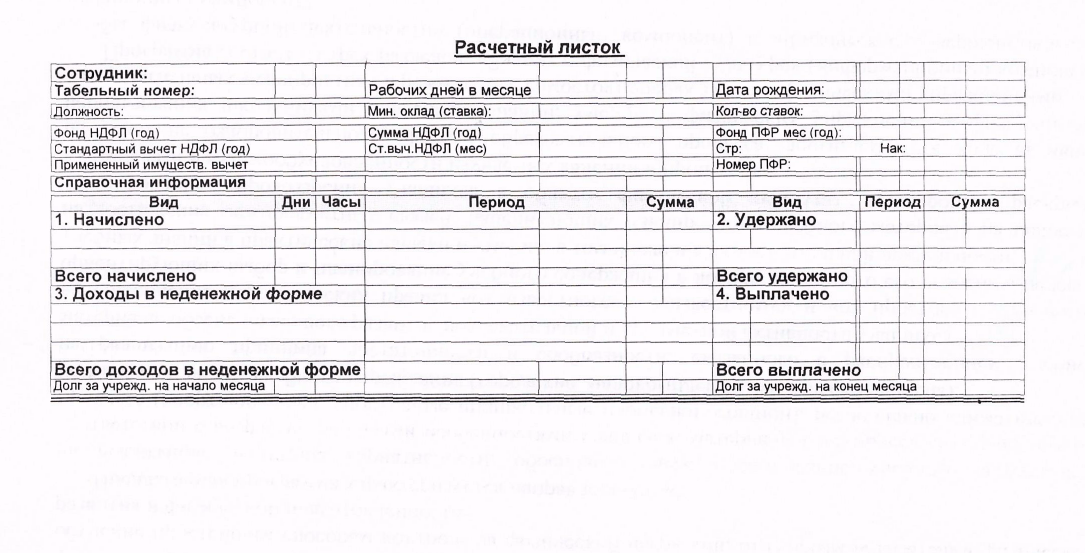 Расчетный листок
Сотрудник:
Табельный номер: Рабочих дней в месяце Дата рождения:
Должность: Мин. оклад (ставка): Кол-во ставок:
Фонд НДФЛ (год) Сумма НДФЛ (год) Фонд ПФР мес (год):
Стандартный вычет НДФЛ (год) Ст.выч.НДФЛ (мес) Стр: Нак:
Примененный имуществ. вычет Номер ПФР:
Справочная информация
Вид Дни Часы Период Сумма Вид Период Сумма
1. Начислено 2. Удержано
Всего начислено Всего удержано
3. Доходы в неденежной форме 4. Выплачено
Всего доходов в неденежной форме Всего выплачено
Долг за учрежд. на начало месяца Долг за учрежд. на конец месяца